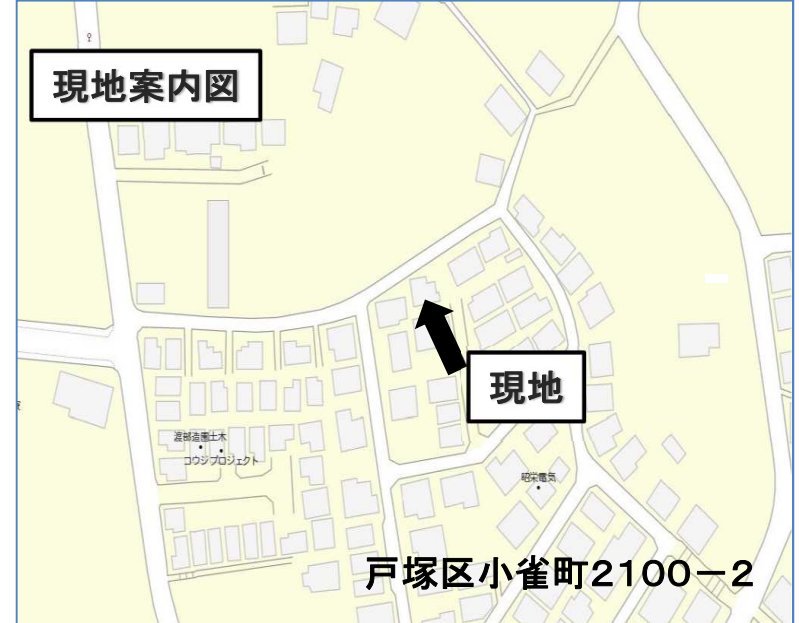 現地案内図
現地
渡部造園土木
コウジプロジェクト
昭栄電気
戸塚区小雀町2100-2